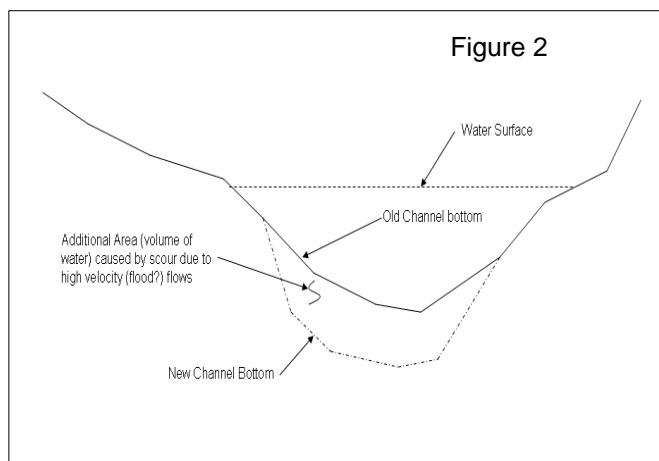 Figure 2
Water Surface
Old Channel bottom
Additional Area (volume of
water) caused by scour due to
high velocity (flood?) flows
New Channel Bottom